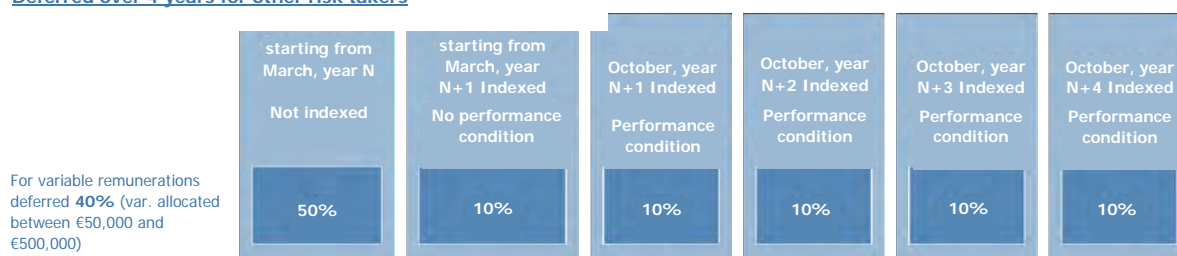 Deferred over 4 years for other risk takers
starting from
March, year N
Not indexed
starting from
March, year
N+1 Indexed
No performance
condition
October, year
N+1 Indexed
Performance
condition
October, year
N+2 Indexed
Performance
condition
October, year
N+3 Indexed
Performance
condition
October, year
N+4 Indexed
Performance
condition
For variable remunerations
deferred 40% (var. allocated
between €50,000 and
€500,000)
50%
10%
10%
10%
10%
10%